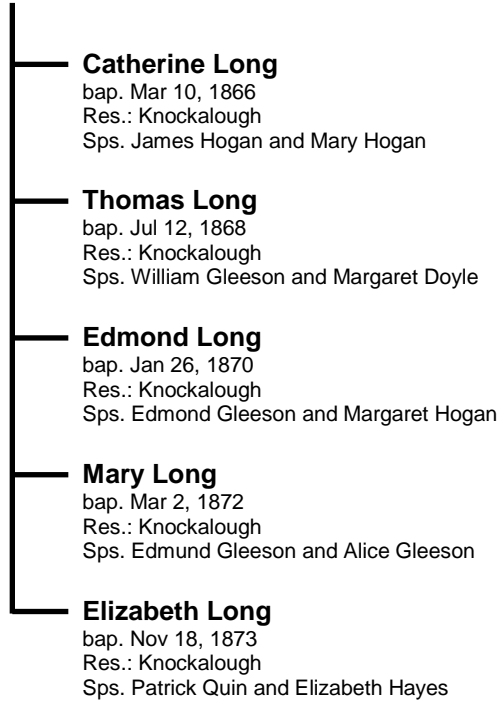 Catherine Long
bap. Mar 10, 1866
Res.: Knockalough
Sps. James Hogan and Mary Hogan
Thomas Long
bap. Jul 12, 1868
Res.: Knockalough
Sps. William Gleeson and Margaret Doyle
Edmond Long
bap. Jan 26, 1870
Res.: Knockalough
Sps. Edmond Gleeson and Margaret Hogan
Mary Long
bap. Mar 2, 1872
Res.: Knockalough
Sps. Edmund Gleeson and Alice Gleeson
Elizabeth Long
bap. Nov 18, 1873
Res.: Knockalough
Sps. Patrick Quin and Elizabeth Hayes